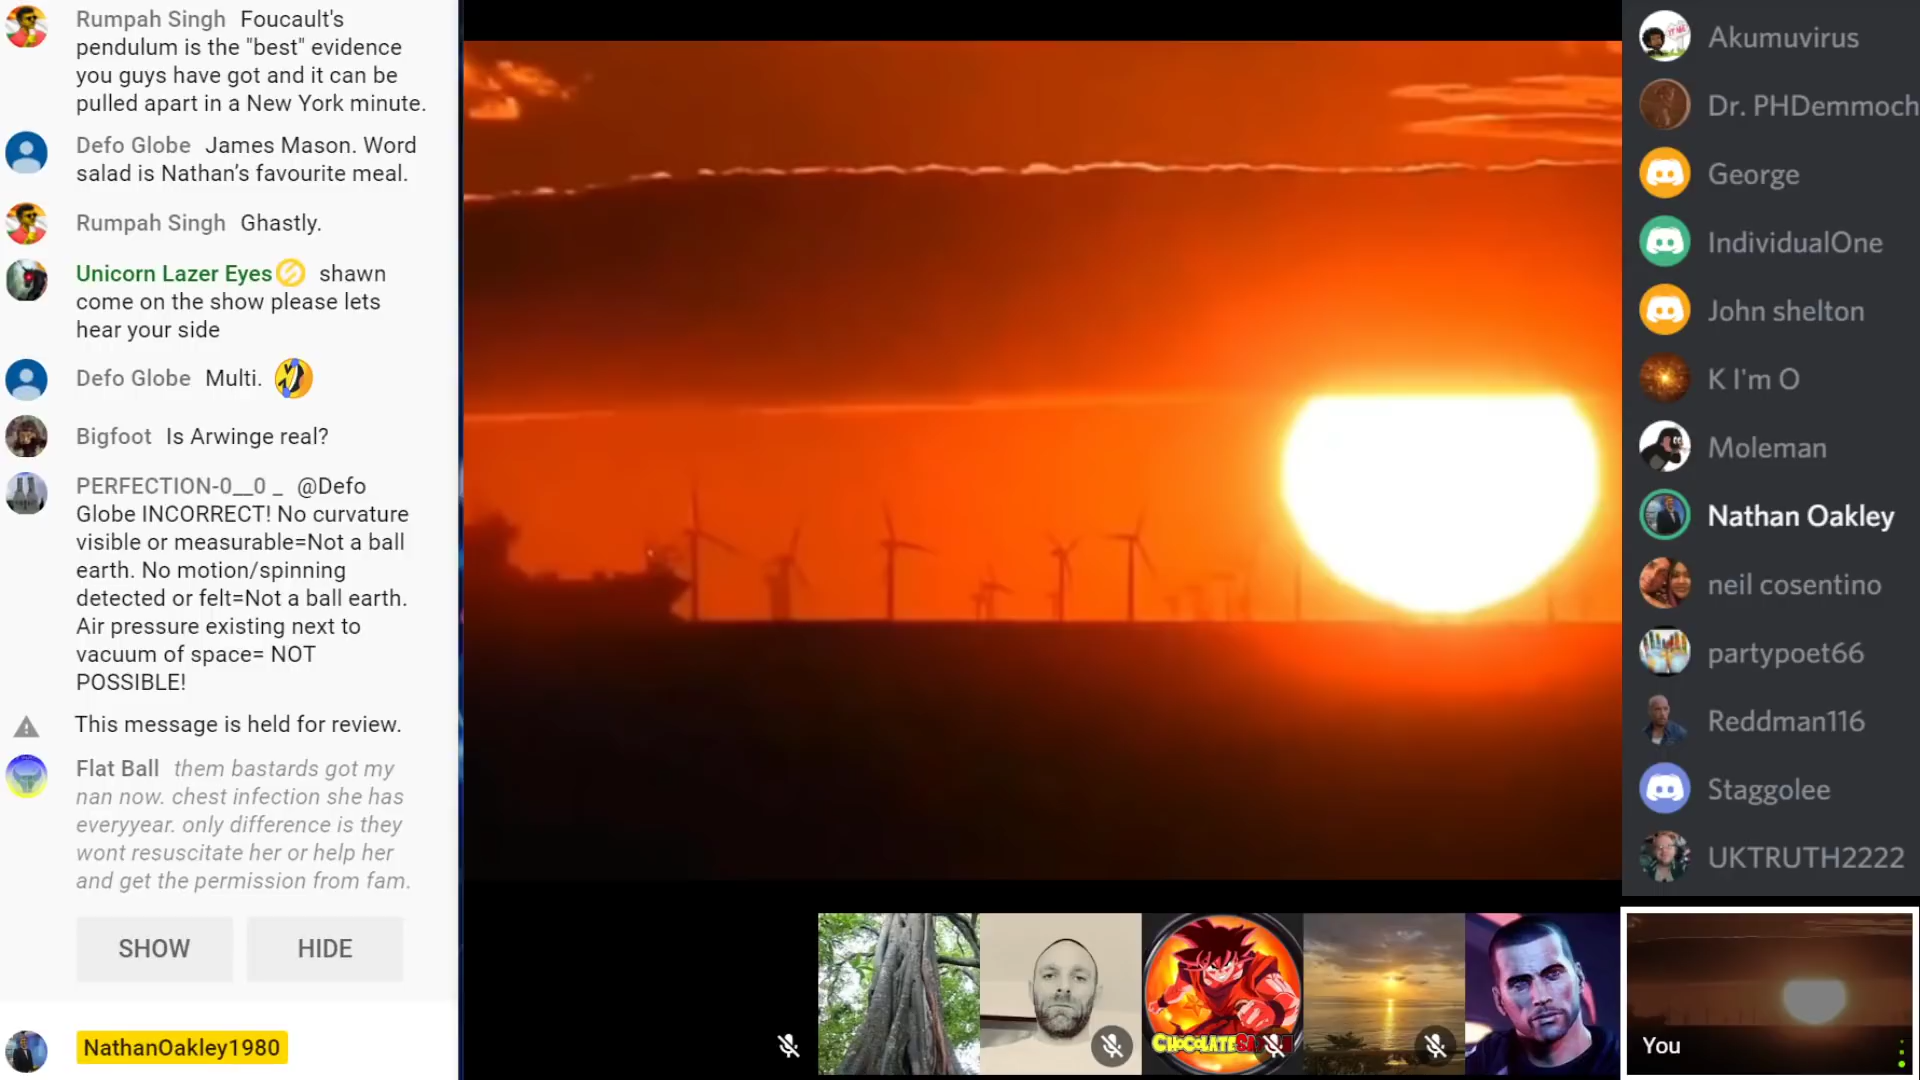 Rumpah Singh Foucault's
pendulum is the "best" evidence
you guys have got and it can be
pulled apart in a New York minute.
Defo Globe James Mason. Word
salad is Nathan’s favourite meal.
Rumpah Singh Ghastly.
Unicorn Lazer Eyes shawn
come on the show please lets
hear your side
Defo Globe Multi.
Bigfoot Is Arwinge real?
PERFECTION-0__0 _ @Defo
Globe INCORRECT! No curvature
visible or measurable=Not a ball
earth. No motion/spinning
detected or felt=Not a ball earth.
Air pressure existing next to
vacuum of space= NOT
POSSIBLE!
This message is held for review.
Flat Ball them bastards got my
nan now. chest infection she has
everyyear. only difference is they
wont resuscitate her or help her
and get the permission from fam.
SHOW HIDE
NathanOakley1980
Akumuvirus
Dr. PHDemmoch
George
IndividualOne
John shelton
K I'm O
Moleman
Nathan Oakley
neil cosentino
partypoet66
Reddman116
Staggolee
UKTRUTH2222
You